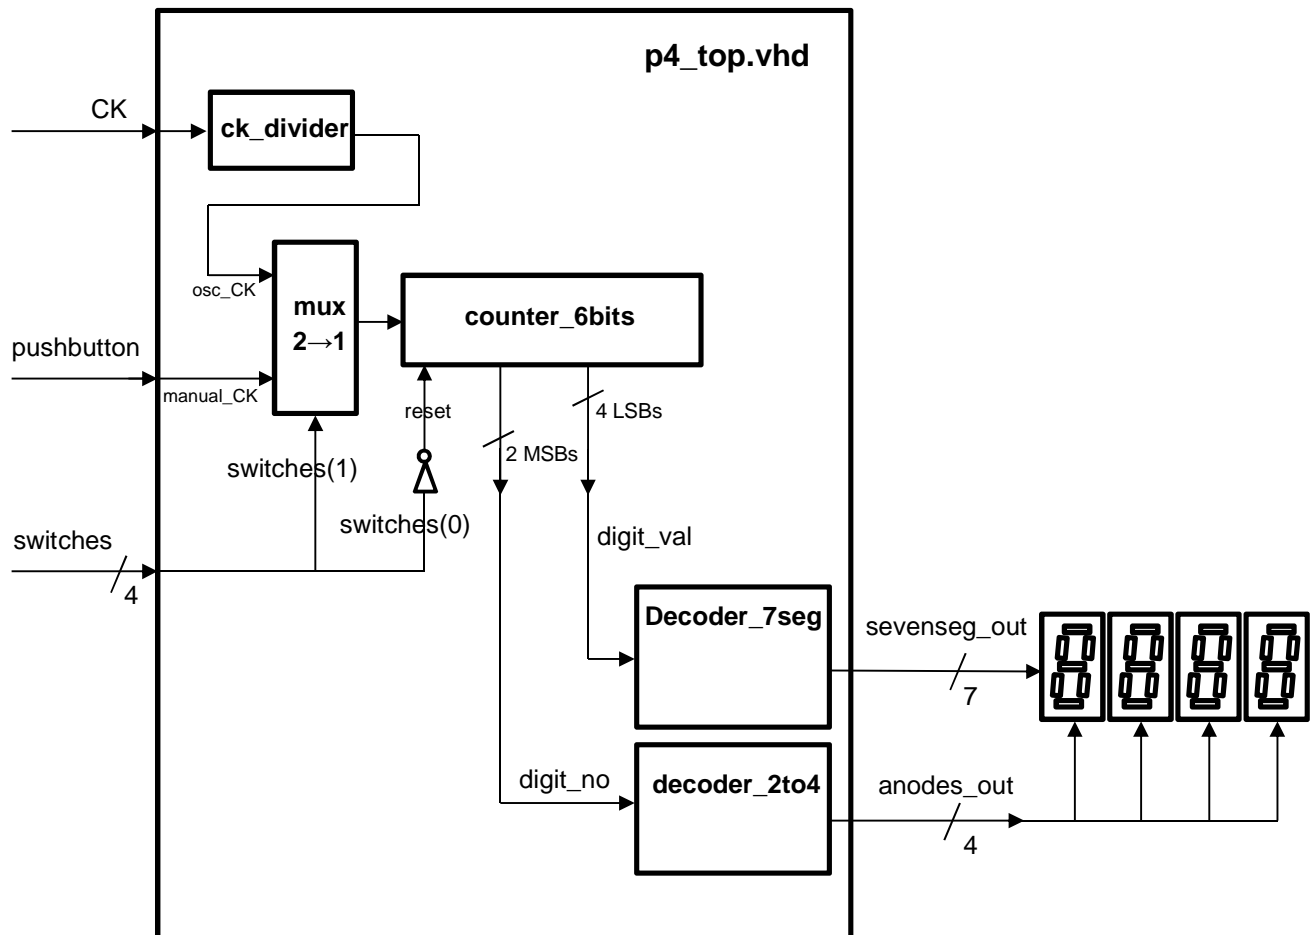 p4_top.vhd
CK
ck_divider
osc_CK
mux
2→1
counter_6bits
pushbutton
manual_CK
reset
4 LSBs
2 MSBs
switches(1)
switches(0)
switches
4
digit_val
Decoder_7seg
sevenseg_out
7
digit_no
decoder_2to4
anodes_out
4